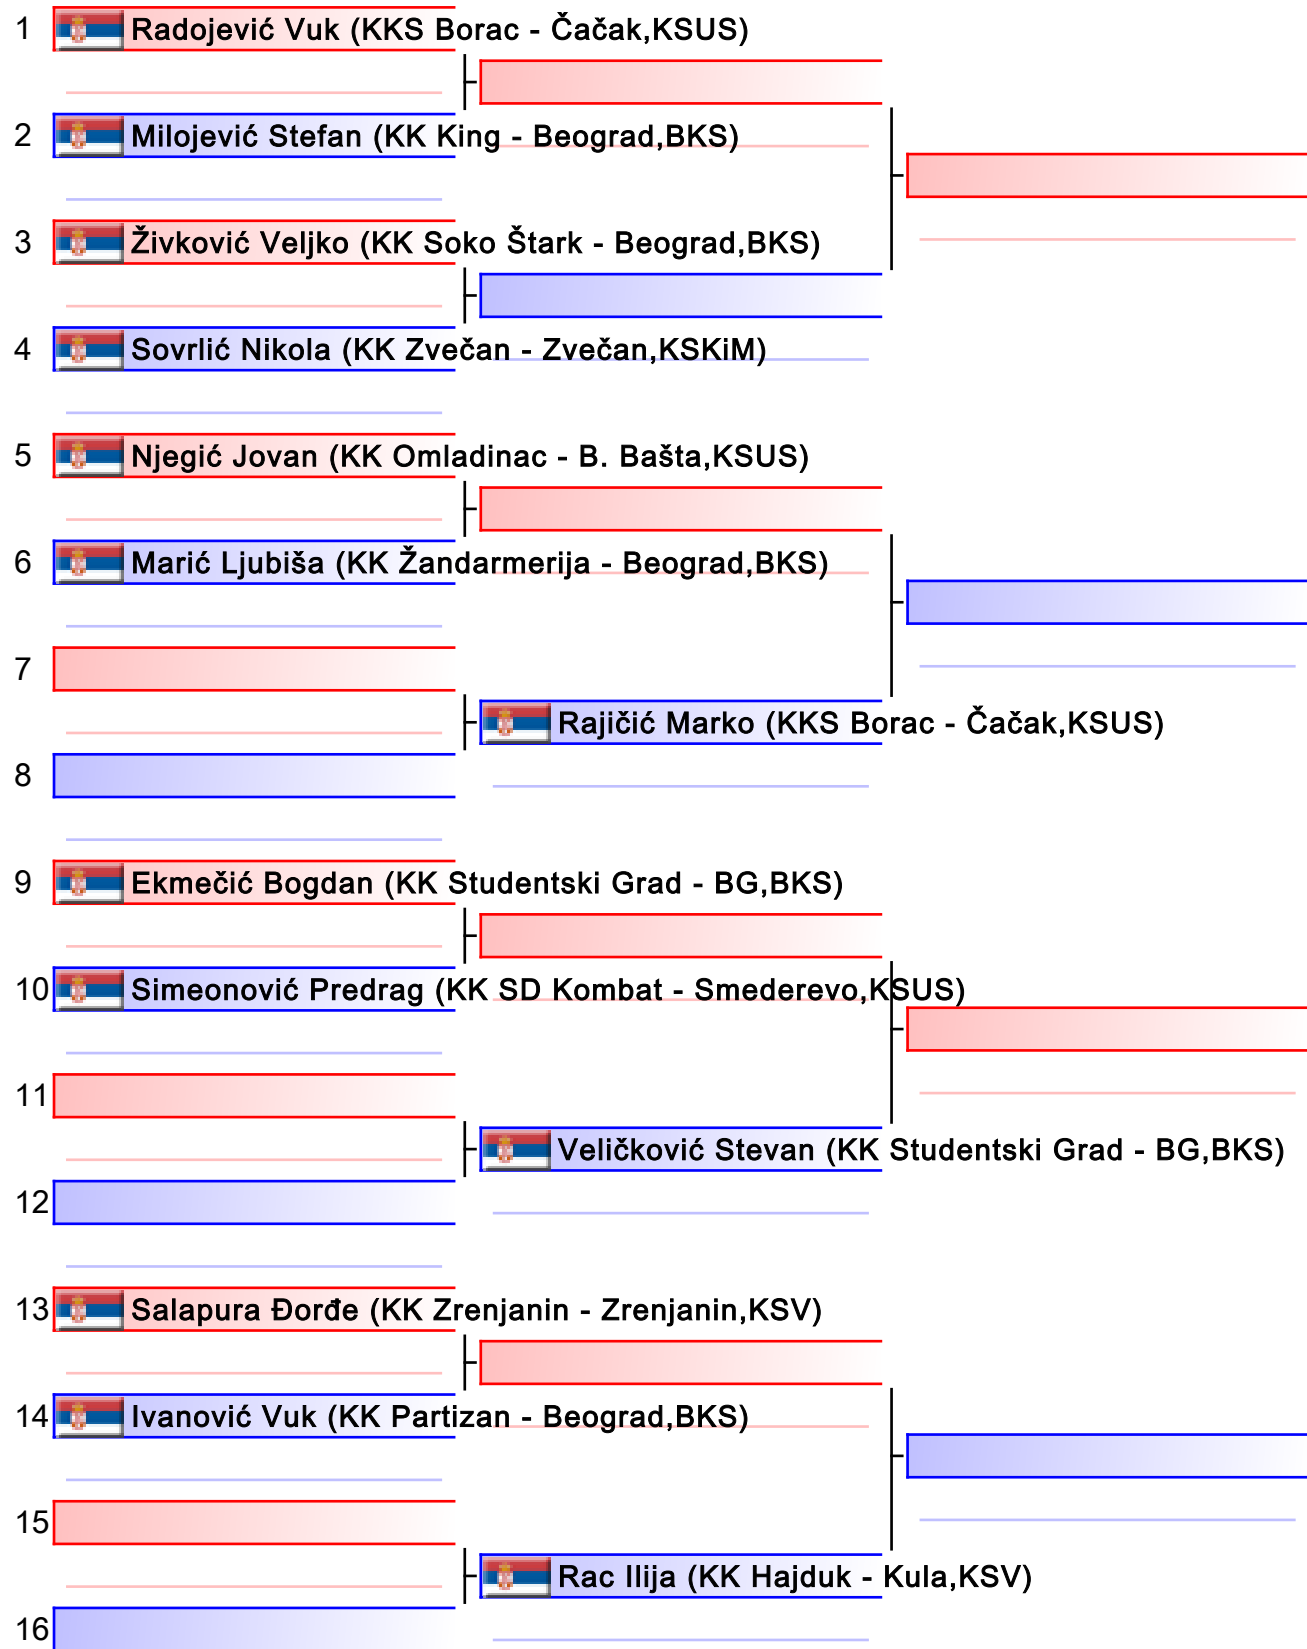 1 Radojević Vuk (KKS Borac - Čačak,KSUS)
2 Milojević Stefan (KK King - Beograd,BKS)
3 Živković Veljko (KK Soko Štark - Beograd,BKS)
4 Sovrlić Nikola (KK Zvečan - Zvečan,KSKiM)
5 Njegić Jovan (KK Omladinac - B. Bašta,KSUS)
6 Marić Ljubiša (KK Žandarmerija - Beograd,BKS)
7
Rajičić Marko (KKS Borac - Čačak,KSUS)
8
9 Ekmečić Bogdan (KK Studentski Grad - BG,BKS)
10 Simeonović Predrag (KK SD Kombat - Smederevo,KSUS)
11
Veličković Stevan (KK Studentski Grad - BG,BKS)
12
13 Salapura Đorđe (KK Zrenjanin - Zrenjanin,KSV)
14 Ivanović Vuk (KK Partizan - Beograd,BKS)
15
Rac Ilija (KK Hajduk - Kula,KSV)
16